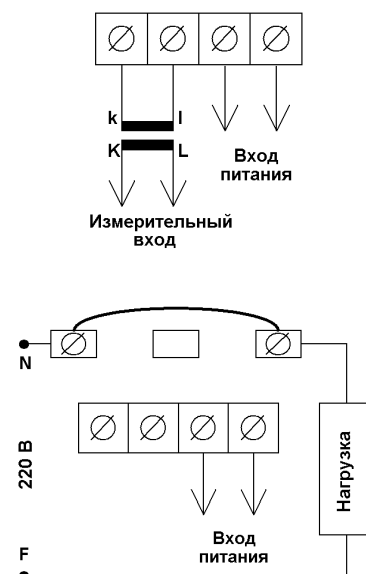 k l
K L
Вход
питания
Измерительный
вход
N
220 В
Нагрузка
Вход
питания
F